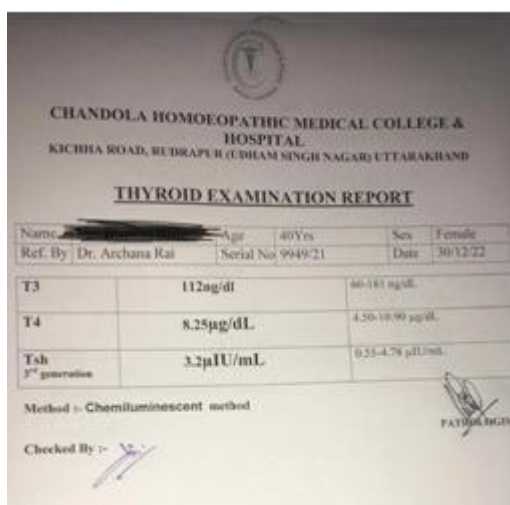 CHANDOLA HOMOEOPATHIC MEDICAL COLLEGE &
HOSPITAL
KICHHA ROAD, RUDRAPUR (UDHAM SINGH NAGAR) UTTARAKHAND
THYROID EXAMINATION REPORT
Name Age 40Yrs Sex Female
Ref. By Dr. Archana Rai Serial No 9949/21 Date 30/12/22
T3 112ng/dl 60-181 ng/dL
T4 8.25µg/dL 4.50-10.90 µg/dL
Tsh 3.2µIU/mL 0.55-4.78 µIU/mL
3rd generation
Method :- Chemiluminescent method
Checked By :-